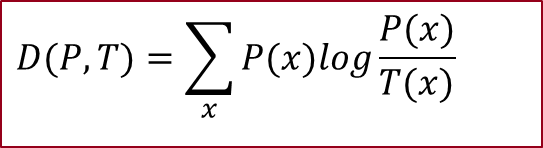 D(P, T) = ∑ₓ P(x)log P(x)/T(x)